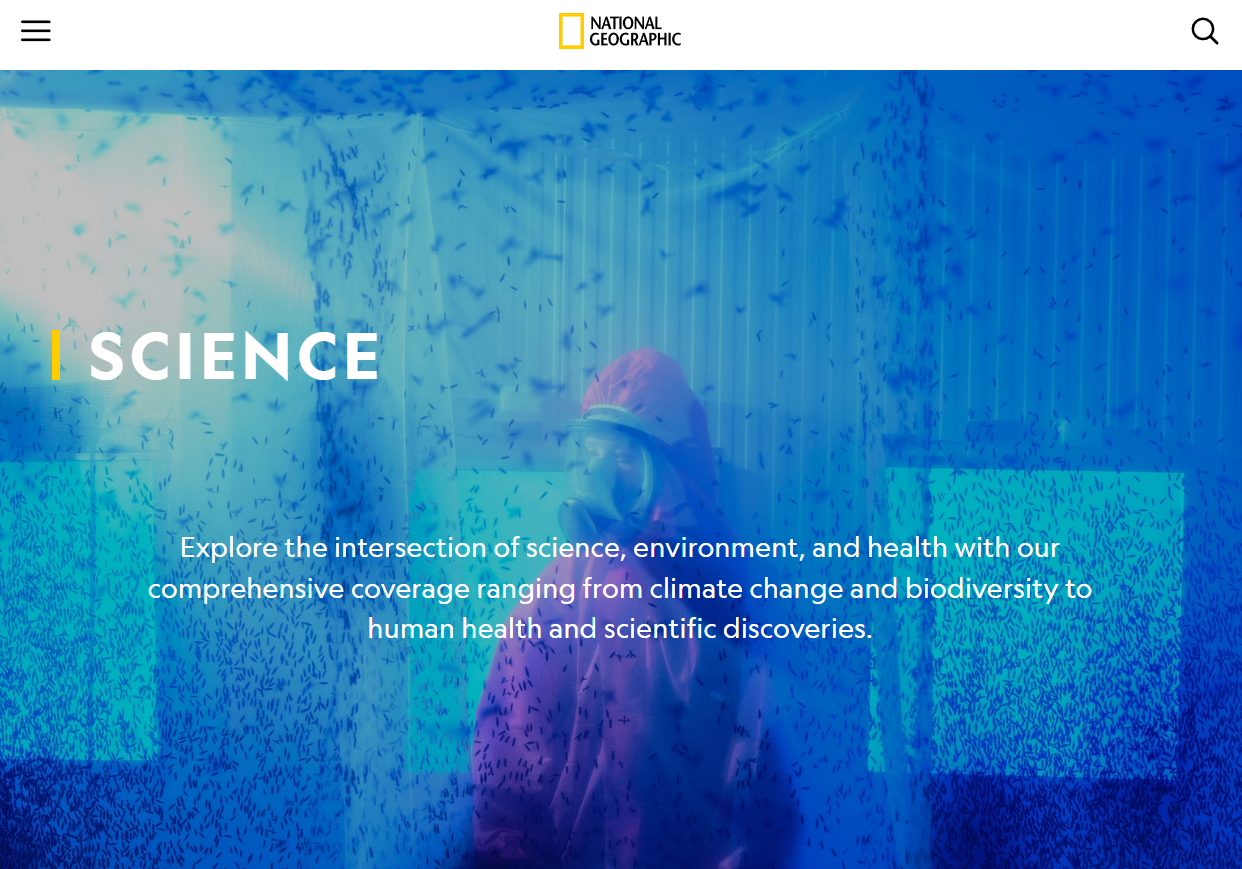 NATIONAL
GEOGRAPHIC
SCIENCE
Explore the intersection of science, environment, and health with our
comprehensive coverage ranging from climate change and biodiversity to
human health and scientific discoveries.